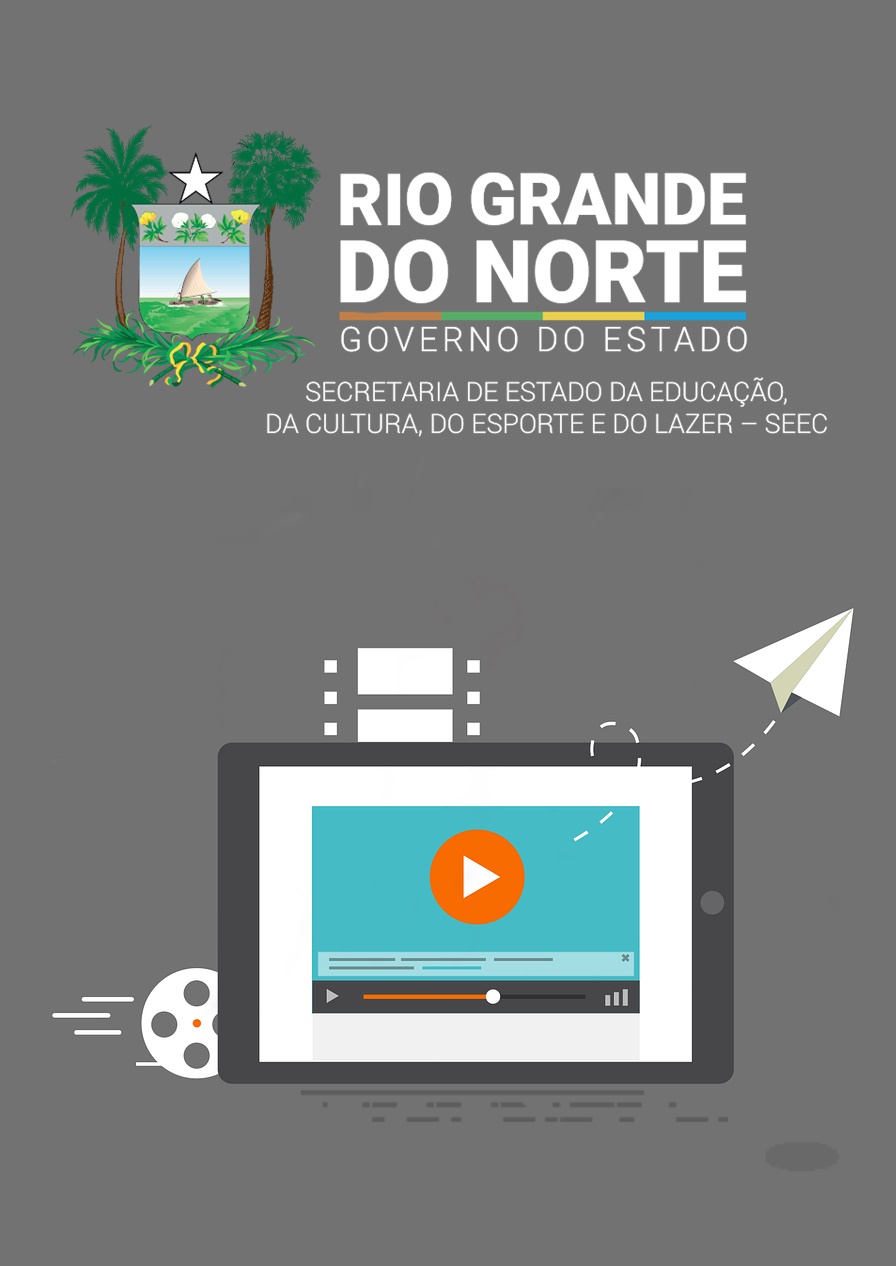 RIO GRANDE
DO NORTE
GOVERNO DO ESTADO
SECRETARIA DE ESTADO DA EDUCAÇÃO,
DA CULTURA, DO ESPORTE E DO LAZER – SEEC